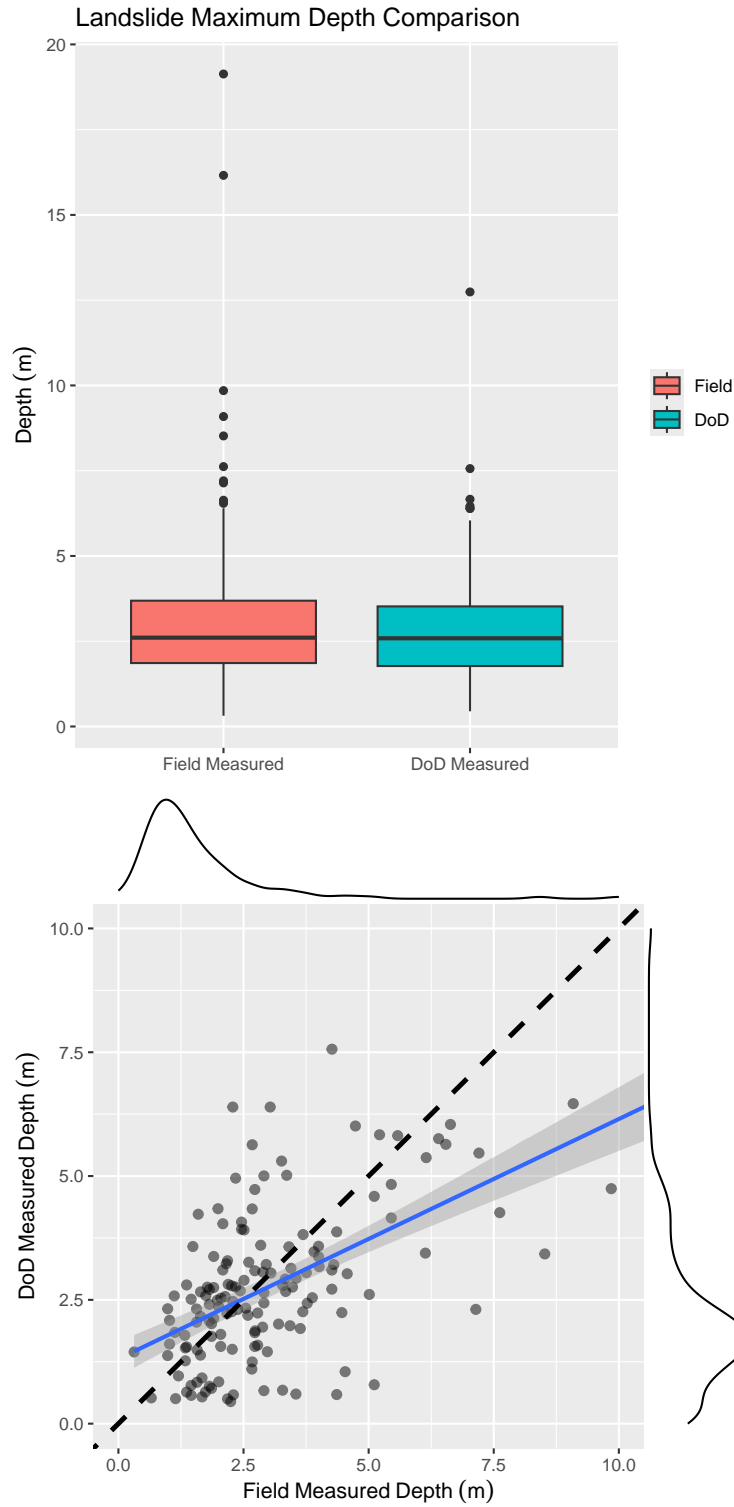 Landslide Maximum Depth Comparison
20
15
10
5
0
Depth (m)
Field Measured
DoD Measured
Field
DoD
10.0
7.5
5.0
2.5
0.0
DoD Measured Depth (m)
0.0
2.5
5.0
7.5
10.0
Field Measured Depth (m)